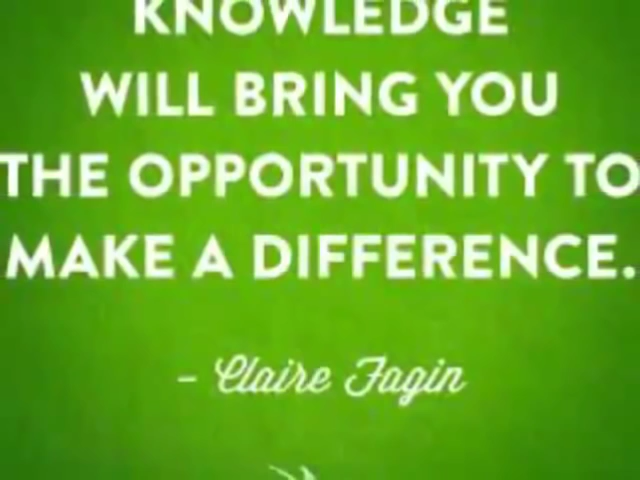 KNOWLEDGE
WILL BRING YOU
THE OPPORTUNITY TO
MAKE A DIFFERENCE.
- Claire Fagin